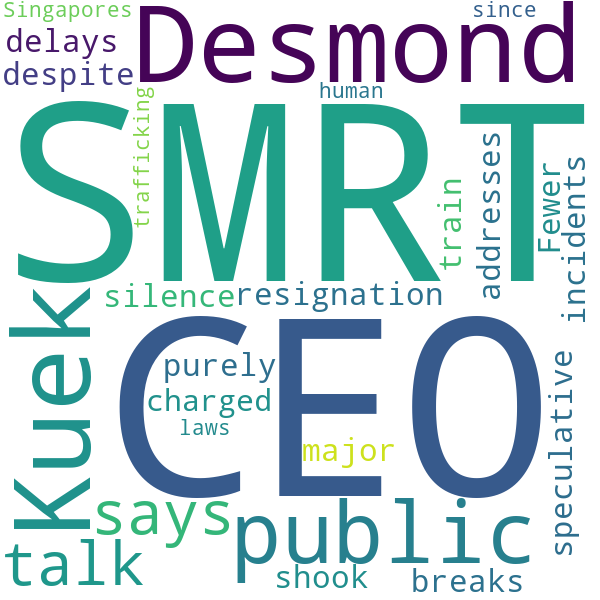 Singapores
since
Desmond
delays
despite
human
trafficking
SMRT
addresses
Fewer
incidents
train
silence
resignation
Kuek
CEO
purely
charged
laws
major
speculative
says
public
talk
shook
breaks